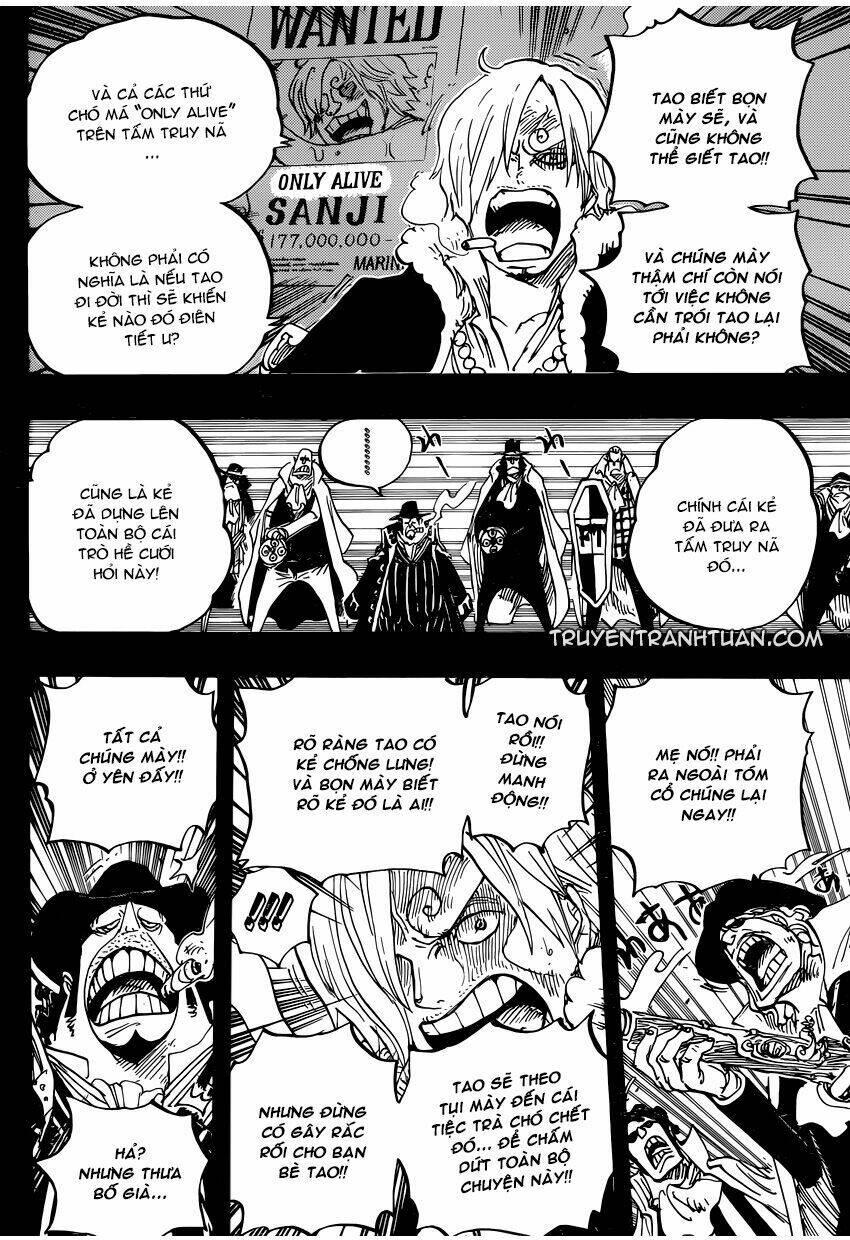 WANTED
ONLY ALIVE
SANJI
177,000,000-
MARIN
TAO BIẾT BỌN
MÀY SẼ, VÀ
CŨNG KHÔNG
THỂ GIẾT TAO!!
VÀ CHÚNG MÀY
THẬM CHÍ CÒN NÓI
TỚI VIỆC KHÔNG
CẦN TRÓI TAO LẠI
PHẢI KHÔNG?
VÀ CẢ CÁC THỨ
CHÓ MÁ “ONLY ALIVE”
TRÊN TẤM TRUY NÃ
...
KHÔNG PHẢI CÓ
NGHĨA LÀ NẾU TAO
ĐI ĐỜI THÌ SẼ KHIẾN
KẺ NÀO ĐÓ ĐIÊN
TIẾT Ư?
CHÍNH CÁI KẺ
ĐÃ ĐƯA RA
TẤM TRUY NÃ
ĐÓ...
CŨNG LÀ KẺ
ĐÃ DỰNG LÊN
TOÀN BỘ CÁI
TRÒ HỀ CƯỚI
HỎI NÀY!
TRUYENTRANHTUAN.COM
MẸ NÓ!! PHẢI
RA NGOÀI TÓM
CỔ CHÚNG LẠI
NGAY!!
TAO NÓI
RỒI!!
ĐỪNG
MANH
ĐỘNG!!
RÕ RÀNG TAO CÓ
KẺ CHỐNG LƯNG!
VÀ BỌN MÀY BIẾT
RÕ KẺ ĐÓ LÀ AI!!
!!!
TAO SẼ THEO
TỤI MÀY ĐẾN CÁI
TIỆC TRÀ CHÓ CHẾT
ĐÓ... ĐỂ CHẤM
DỨT TOÀN BỘ
CHUYỆN NÀY!!
NHƯNG ĐỪNG
CÓ GÂY RẮC
RỐI CHO BẠN
BÈ TAO!!
TẤT CẢ
CHÚNG MÀY!!
Ở YÊN ĐẤY!!
HẢ?
NHƯNG THƯA
BỐ GIÀ...